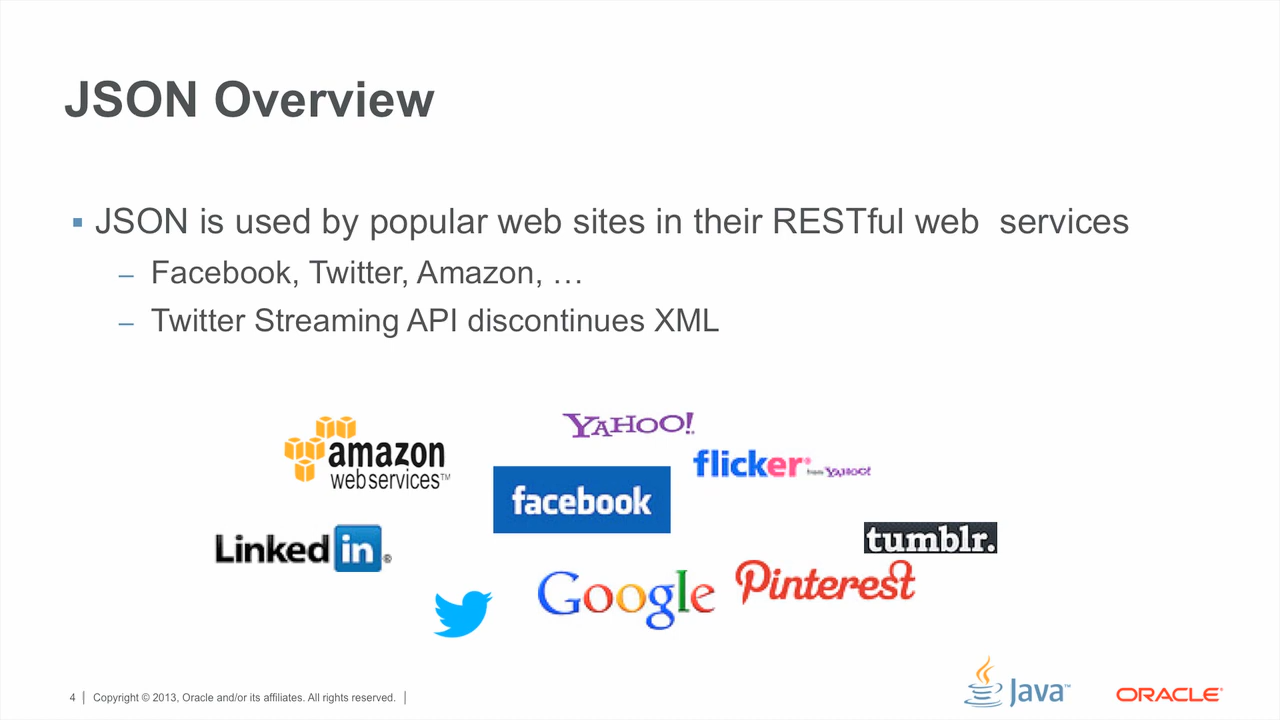 JSON Overview
▪ JSON is used by popular web sites in their RESTful web  services
– Facebook, Twitter, Amazon, …
– Twitter Streaming API discontinues XML
YAHOO!
amazon
webservices™
flicker® from YAHOO!
facebook
Linked in®
tumblr.
Google
Pinterest
4 | Copyright © 2013, Oracle and/or its affiliates. All rights reserved. |
Java™
ORACLE®